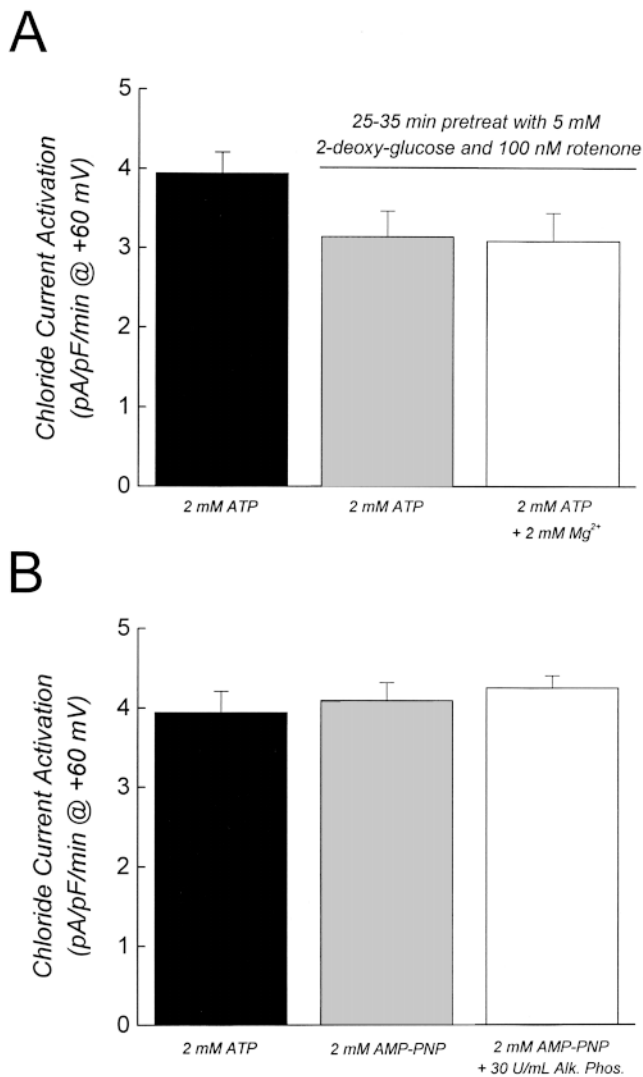 A
Chloride Current Activation
(pA/pF/min @ +60 mV)
5
4
3
2
1
0
25-35 min pretreat with 5 mM
2-deoxy-glucose and 100 nM rotenone
2 mM ATP
2 mM ATP
2 mM ATP
+ 2 mM Mg²⁺
B
Chloride Current Activation
(pA/pF/min @ +60 mV)
5
4
3
2
1
0
2 mM ATP
2 mM AMP-PNP
2 mM AMP-PNP
+ 30 U/mL Alk. Phos.